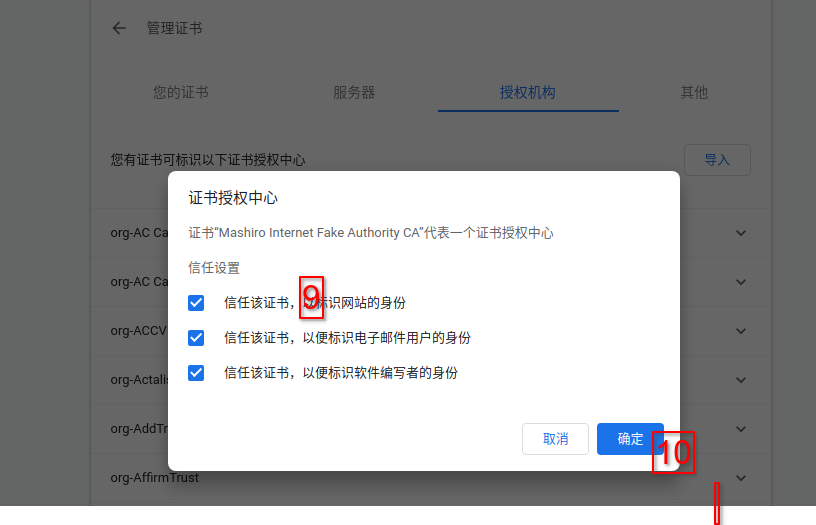 管理证书
您的证书 服务器 授权机构 其他
您有证书可标识以下证书授权中心 导入
证书授权中心
org-AC Ca
证书“Mashiro Internet Fake Authority CA”代表一个证书授权中心
信任设置
org-AC Ca
9
信任该证书，以便标识网站的身份
org-ACCV
信任该证书，以便标识电子邮件用户的身份
信任该证书，以便标识软件编写者的身份
org-Actalis
org-AddTr
取消 确定
10
org-AffirmTrust